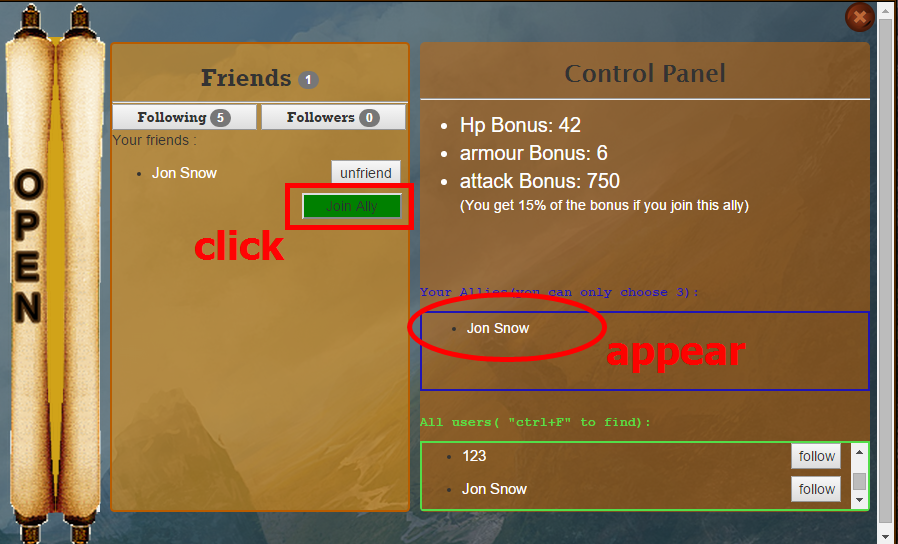 OPEN
Friends 1
Following 5 Followers 0
Your friends :
Jon Snow unfriend
Join Ally
click
Control Panel
Hp Bonus: 42
armour Bonus: 6
attack Bonus: 750
(You get 15% of the bonus if you join this ally)
Your Allies(you can only choose 3):
Jon Snow
appear
All users( "ctrl+F" to find):
123 follow
Jon Snow follow